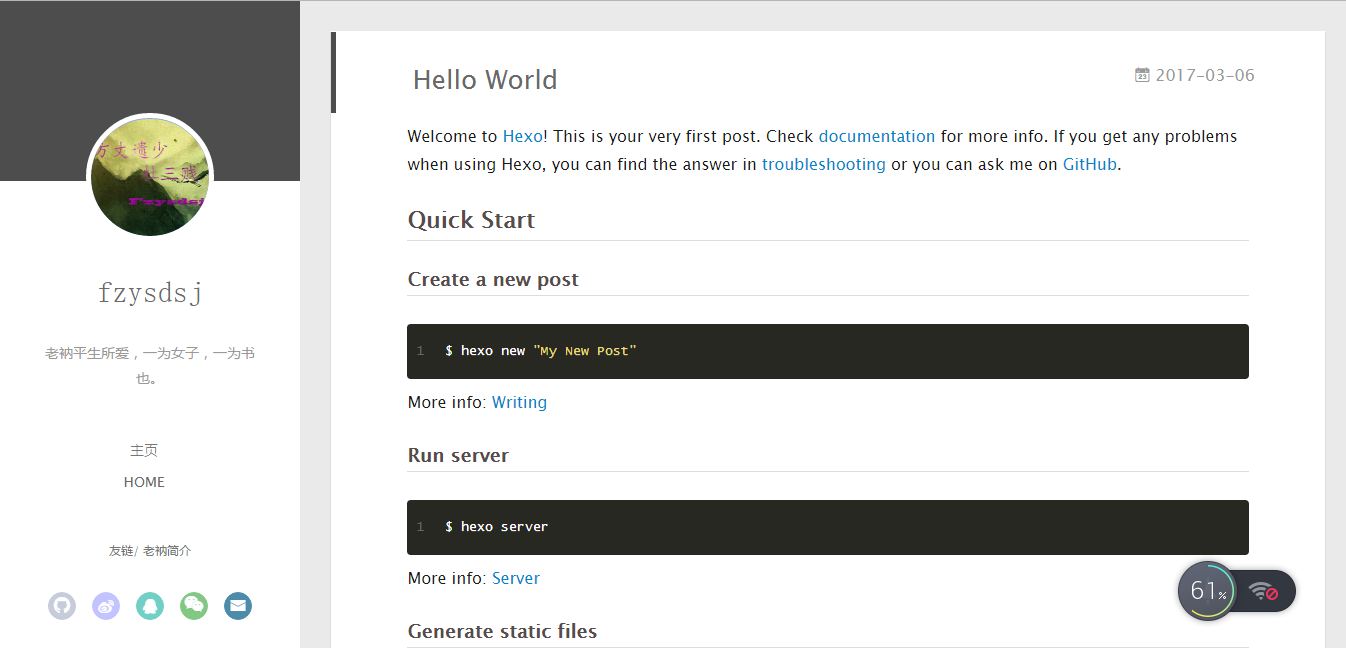 方丈遣少
杜三贱
Fzysdsj
fzysdsj
老衲平生所爱，一为女子，一为书
也。
主页
HOME
友链/ 老衲简介
Hello World
23 2017-03-06
Welcome to Hexo! This is your very first post. Check documentation for more info. If you get any problems
when using Hexo, you can find the answer in troubleshooting or you can ask me on GitHub.
Quick Start
Create a new post
1 $ hexo new "My New Post"
More info: Writing
Run server
1 $ hexo server
More info: Server
Generate static files
61%